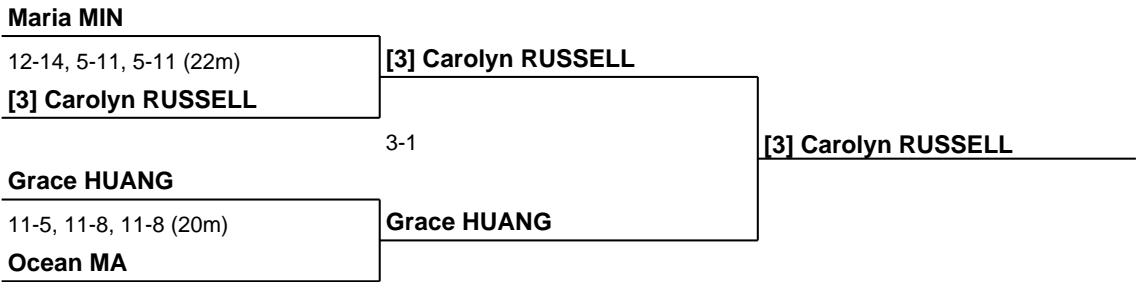 Maria MIN
12-14, 5-11, 5-11 (22m)
[3] Carolyn RUSSELL
[3] Carolyn RUSSELL
3-1
[3] Carolyn RUSSELL
Grace HUANG
11-5, 11-8, 11-8 (20m)
Grace HUANG
Ocean MA